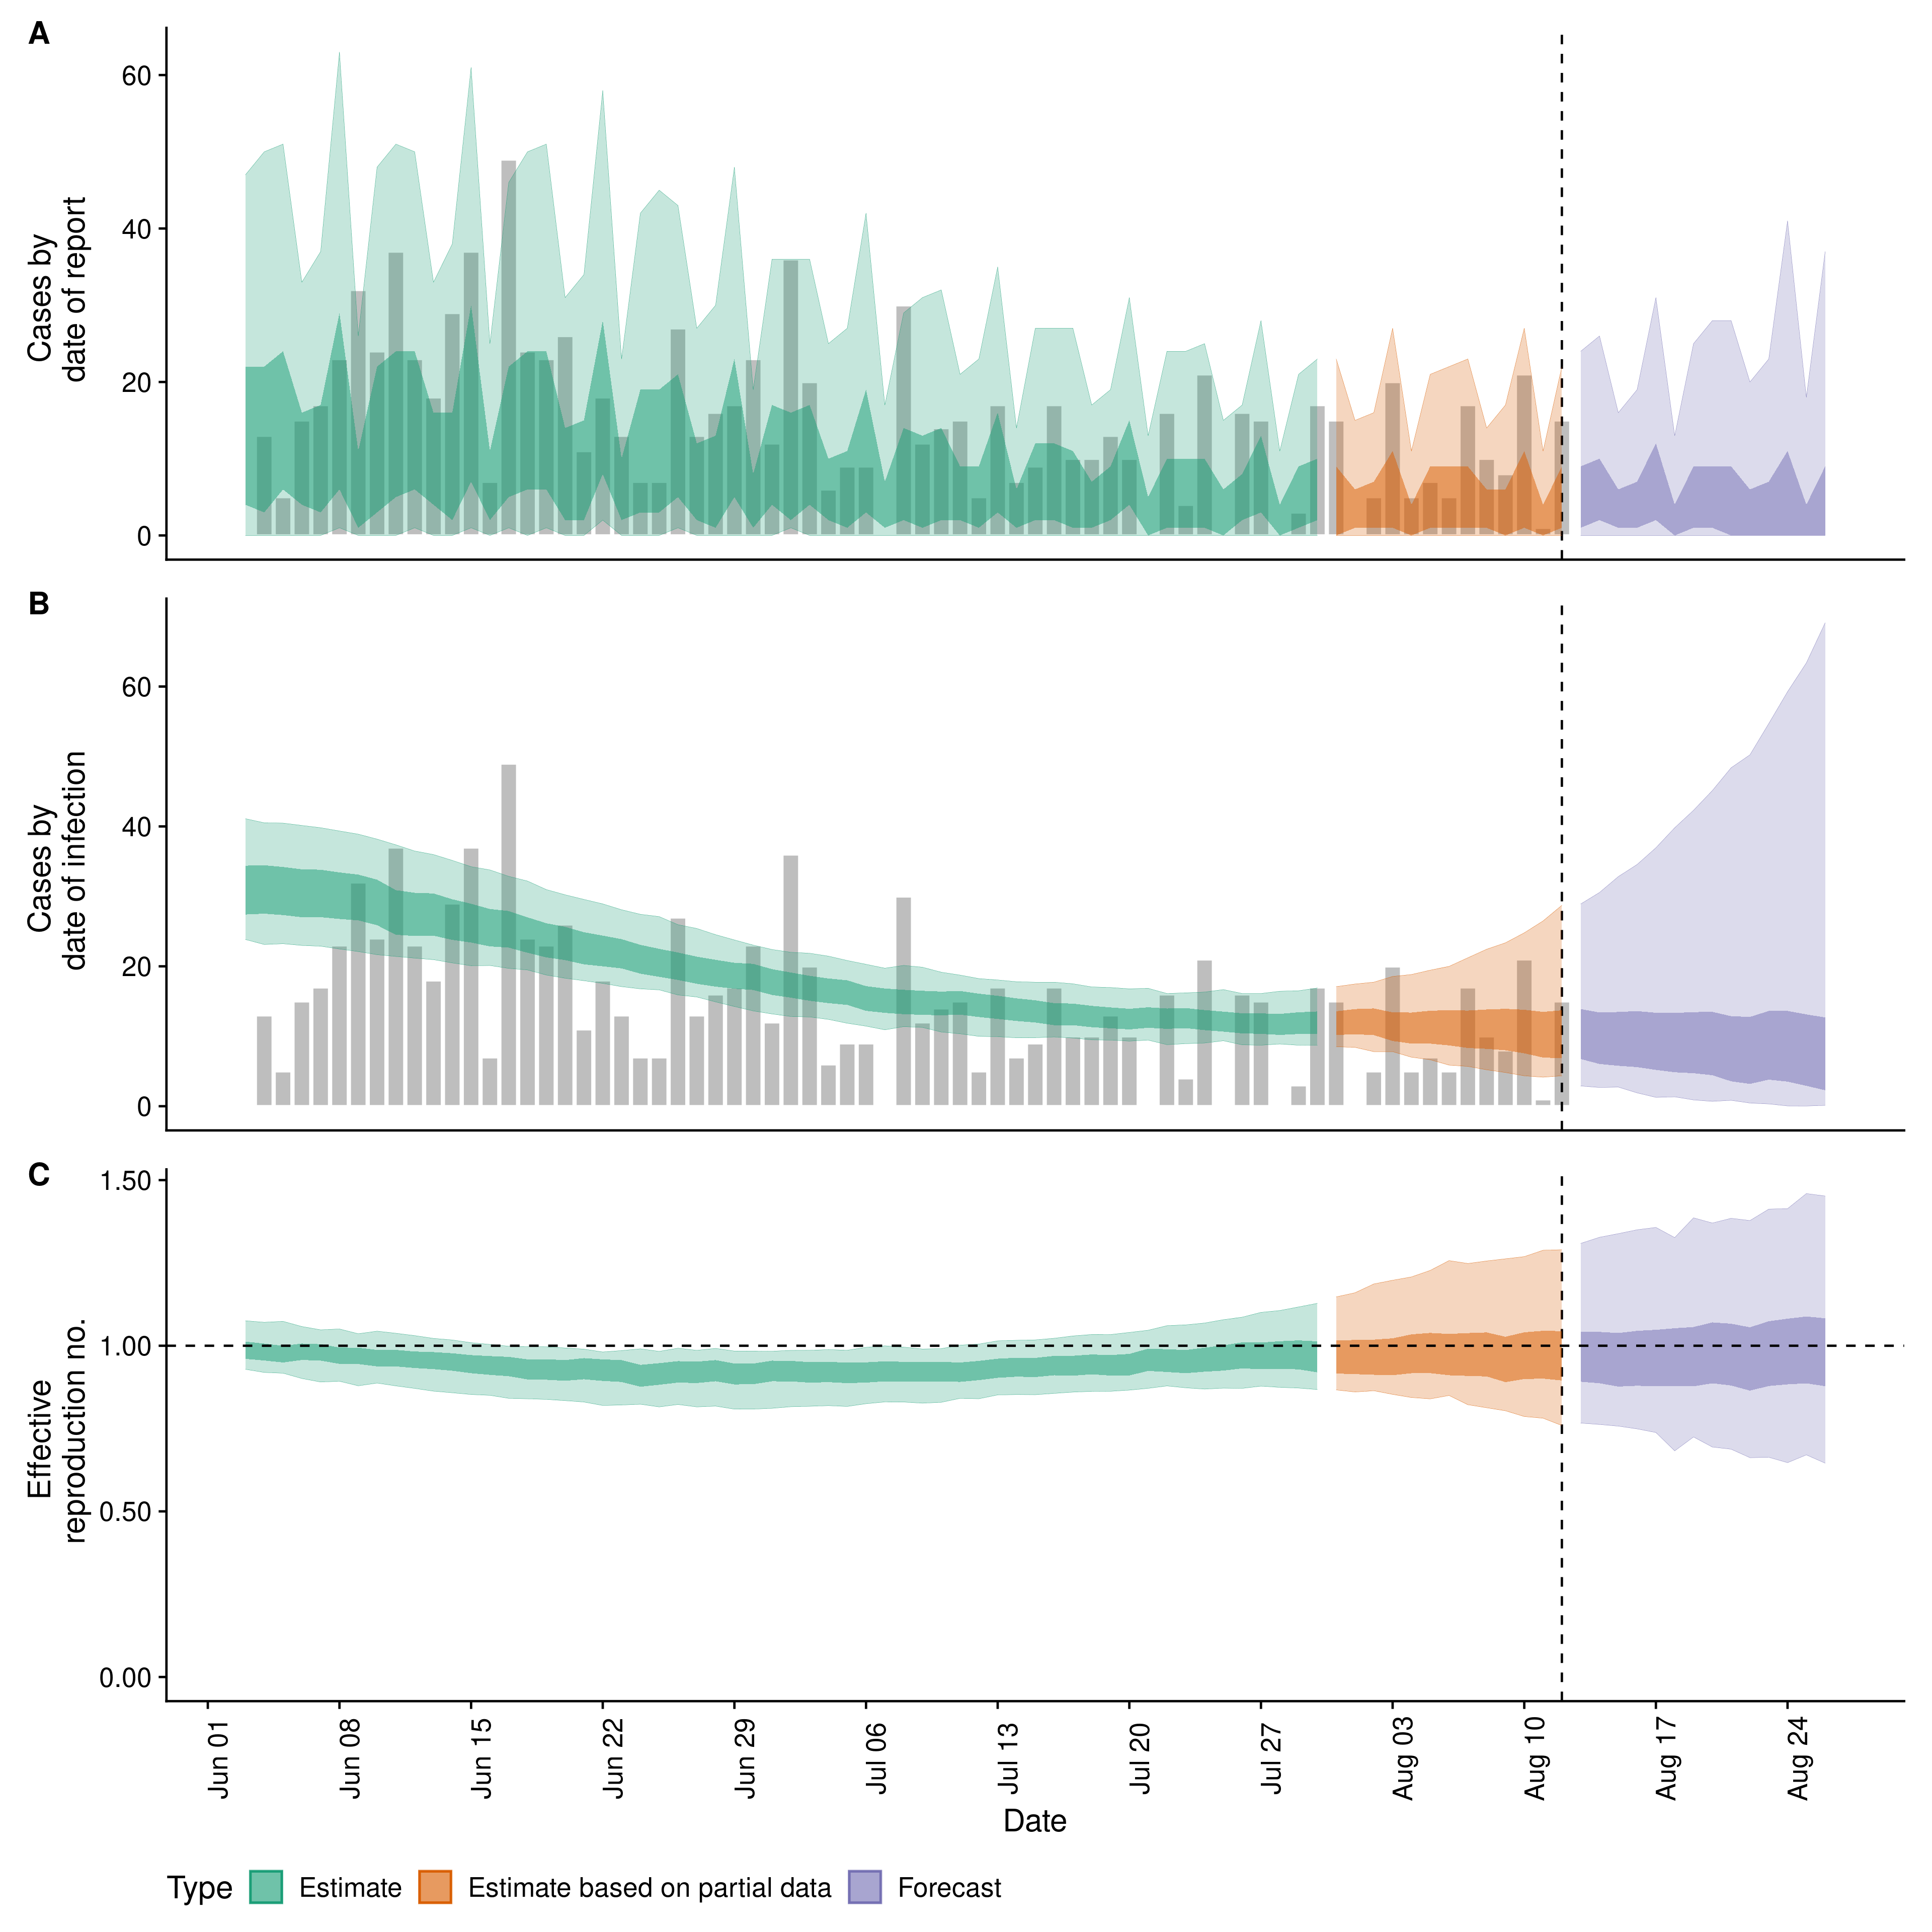 A
60
40
20
0
Cases by
date of report
B
60
40
20
0
Cases by
date of infection
C
1.50
1.00
0.50
0.00
Effective
reproduction no.
Jun 01
Jun 08
Jun 15
Jun 22
Jun 29
Jul 06
Jul 13
Jul 20
Jul 27
Aug 03
Aug 10
Aug 17
Aug 24
Date
Type Estimate Estimate based on partial data Forecast